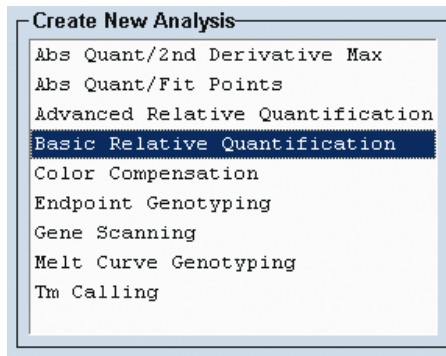 Create New Analysis
Abs Quant/2nd Derivative Max
Abs Quant/Fit Points
Advanced Relative Quantification
Basic Relative Quantification
Color Compensation
Endpoint Genotyping
Gene Scanning
Melt Curve Genotyping
Tm Calling